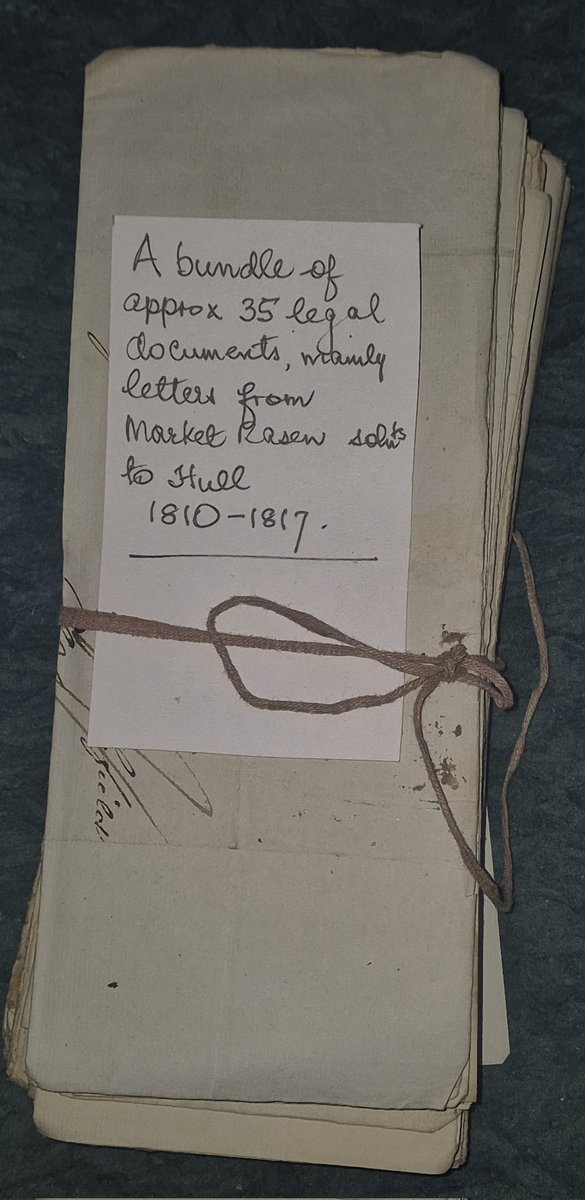 A bundle of
approx 35 legal
documents, mainly
letters from
Market Rasen solrs
to Hull
1810-1817.